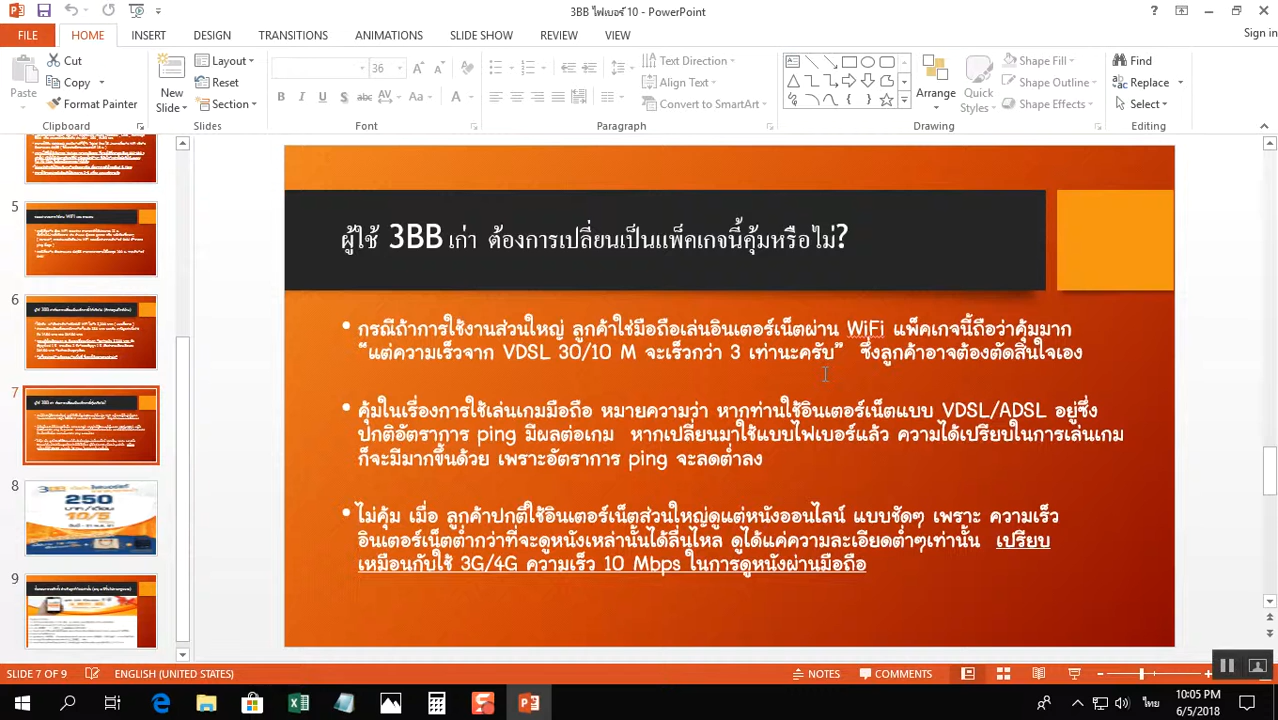 3BB ไฟเบอร์ 10 - PowerPoint
Sign in
FILE HOME INSERT DESIGN TRANSITIONS ANIMATIONS SLIDE SHOW REVIEW VIEW
Paste
Cut
Copy
Format Painter
Clipboard
New Slide
Layout
Reset
Section
Slides
36
B I U S abc AV Aa A
Font
Text Direction
Align Text
Convert to SmartArt
Paragraph
Arrange
Quick Styles
Shape Fill
Shape Outline
Shape Effects
Drawing
Find
Replace
Select
Editing
5
6
7
8
250
บาท/เดือน
10/5
9
ผู้ใช้ 3BB เก่า ต้องการเปลี่ยนเป็นแพ็คเกจนี้คุ้มหรือไม่?
• กรณีถ้าการใช้งานส่วนใหญ่ ลูกค้าใช่มือถือเล่นอินเตอร์เน็ตผ่าน WiFi แพ็คเกจนี้ถือว่าคุ้มมาก
“แต่ความเร็วจาก VDSL 30/10 M จะเร็วกว่า 3 เท่านะครับ” ซึ่งลูกค้าอาจต้องตัดสินใจเอง
• คุ้มในเรื่องการใช้เล่นเกมมือถือ หมายความว่า หากท่านใช้อินเตอร์เน็ตแบบ VDSL/ADSL อยู่ซึ่ง
ปกติอัตราการ ping มีผลต่อเกม หากเปลี่ยนมาใช้แบบไฟเบอร์แล้ว ความได้เปรียบในการเล่นเกม
ก็จะมีมากขึ้นด้วย เพราะอัตราการ ping จะลดต่ำลง
• ไม่คุ้ม เมื่อ ลูกค้าปกติใช้อินเตอร์เน็ตส่วนใหญ่ดูแต่หนังออนไลน์ แบบชัดๆ เพราะ ความเร็ว
อินเตอร์เน็ตต่ำกว่าที่จะดูหนังเหล่านั้นได้ลื่นไหล ดูได้แค่ความละเอียดต่ำๆเท่านั้น เปรียบ
เหมือนกับใช้ 3G/4G ความเร็ว 10 Mbps ในการดูหนังผ่านมือถือ
SLIDE 7 OF 9 ENGLISH (UNITED STATES) NOTES COMMENTS
ไทย
10:05 PM
6/5/2018